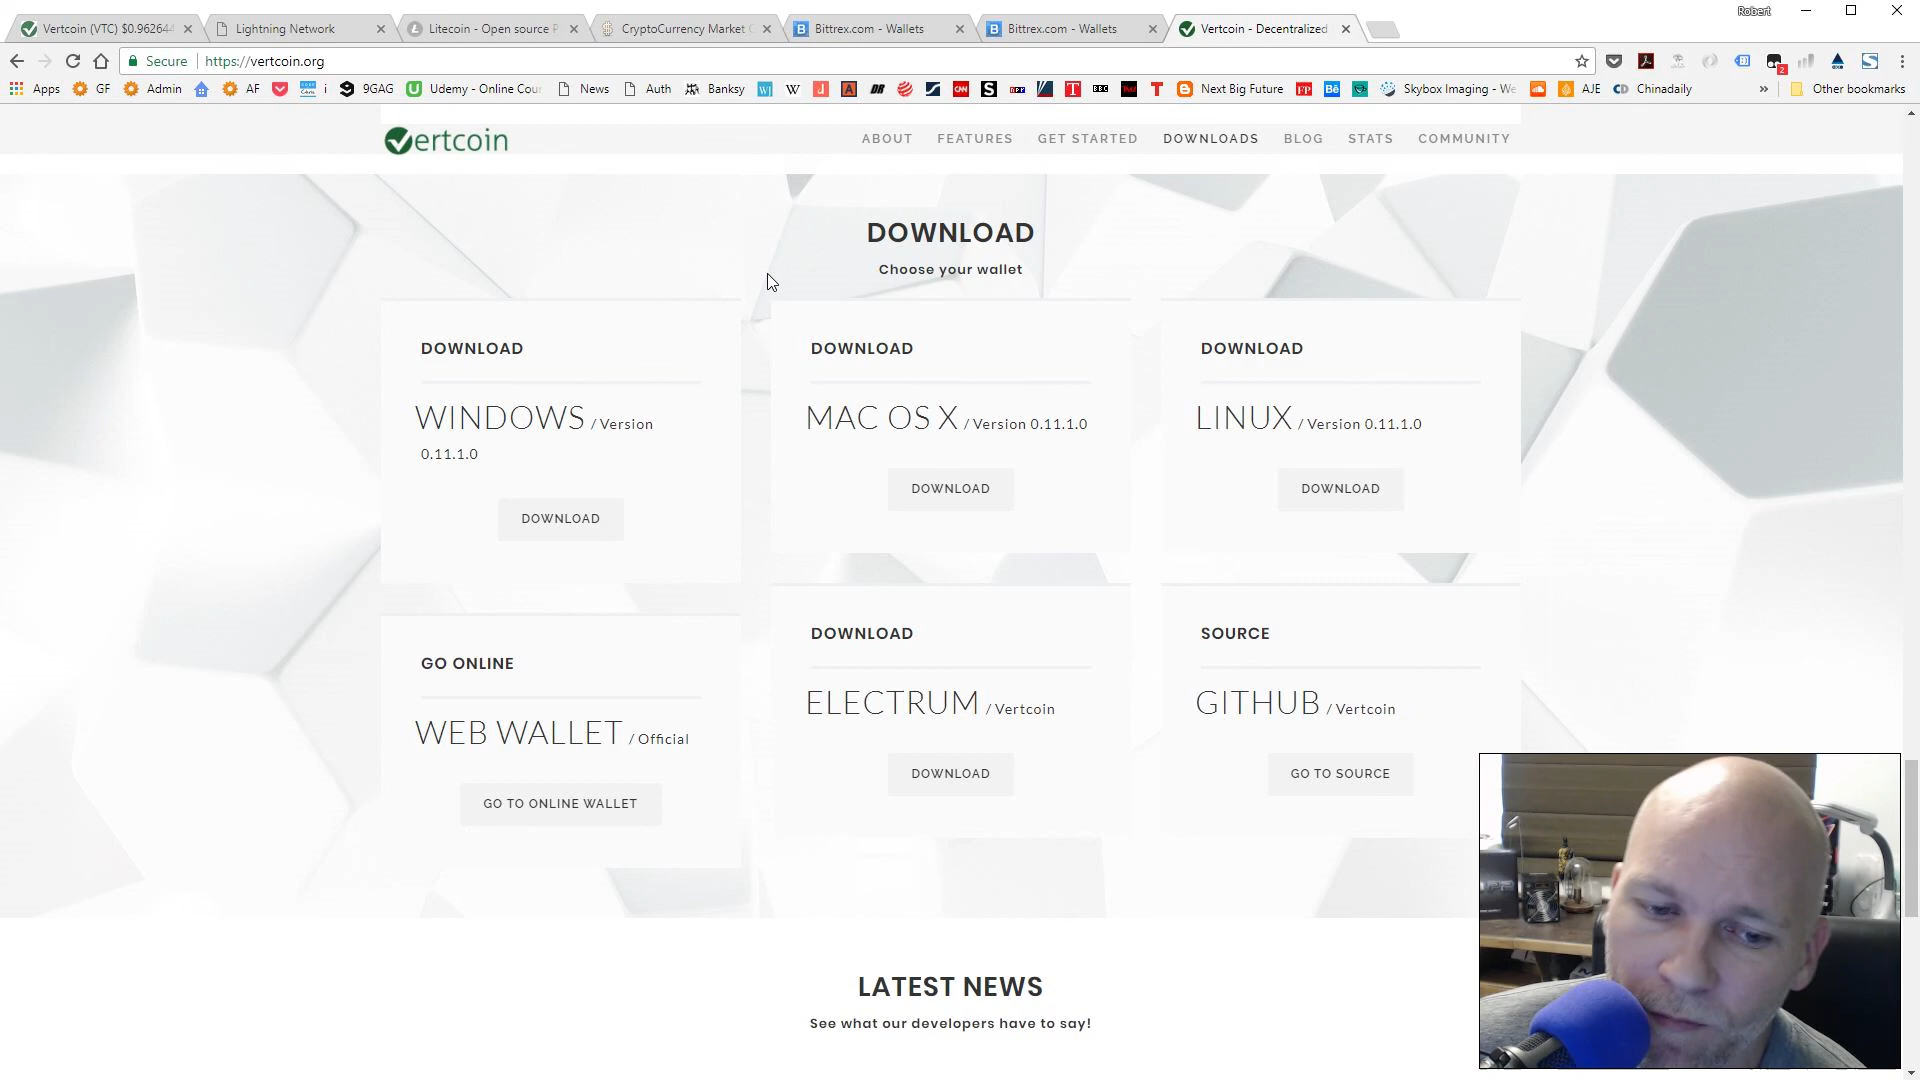 Robert
Vertcoin (VTC) $0.962644
Lightning Network
Litecoin - Open source P
CryptoCurrency Market C
Bittrex.com - Wallets
Bittrex.com - Wallets
Vertcoin - Decentralized
Secure
https://vertcoin.org
2
Apps
GF
Admin
AF
i
9GAG
Udemy - Online Cour
News
Auth
Banksy
Next Big Future
Skybox Imaging - We
AJE
Chinadaily
»
Other bookmarks
Vertcoin
ABOUT
FEATURES
GET STARTED
DOWNLOADS
BLOG
STATS
COMMUNITY
DOWNLOAD
Choose your wallet
DOWNLOAD
WINDOWS / Version
0.11.1.0
DOWNLOAD
DOWNLOAD
MAC OS X / Version 0.11.1.0
DOWNLOAD
DOWNLOAD
LINUX / Version 0.11.1.0
DOWNLOAD
GO ONLINE
WEB WALLET / Official
GO TO ONLINE WALLET
DOWNLOAD
ELECTRUM / Vertcoin
DOWNLOAD
SOURCE
GITHUB / Vertcoin
GO TO SOURCE
LATEST NEWS
See what our developers have to say!